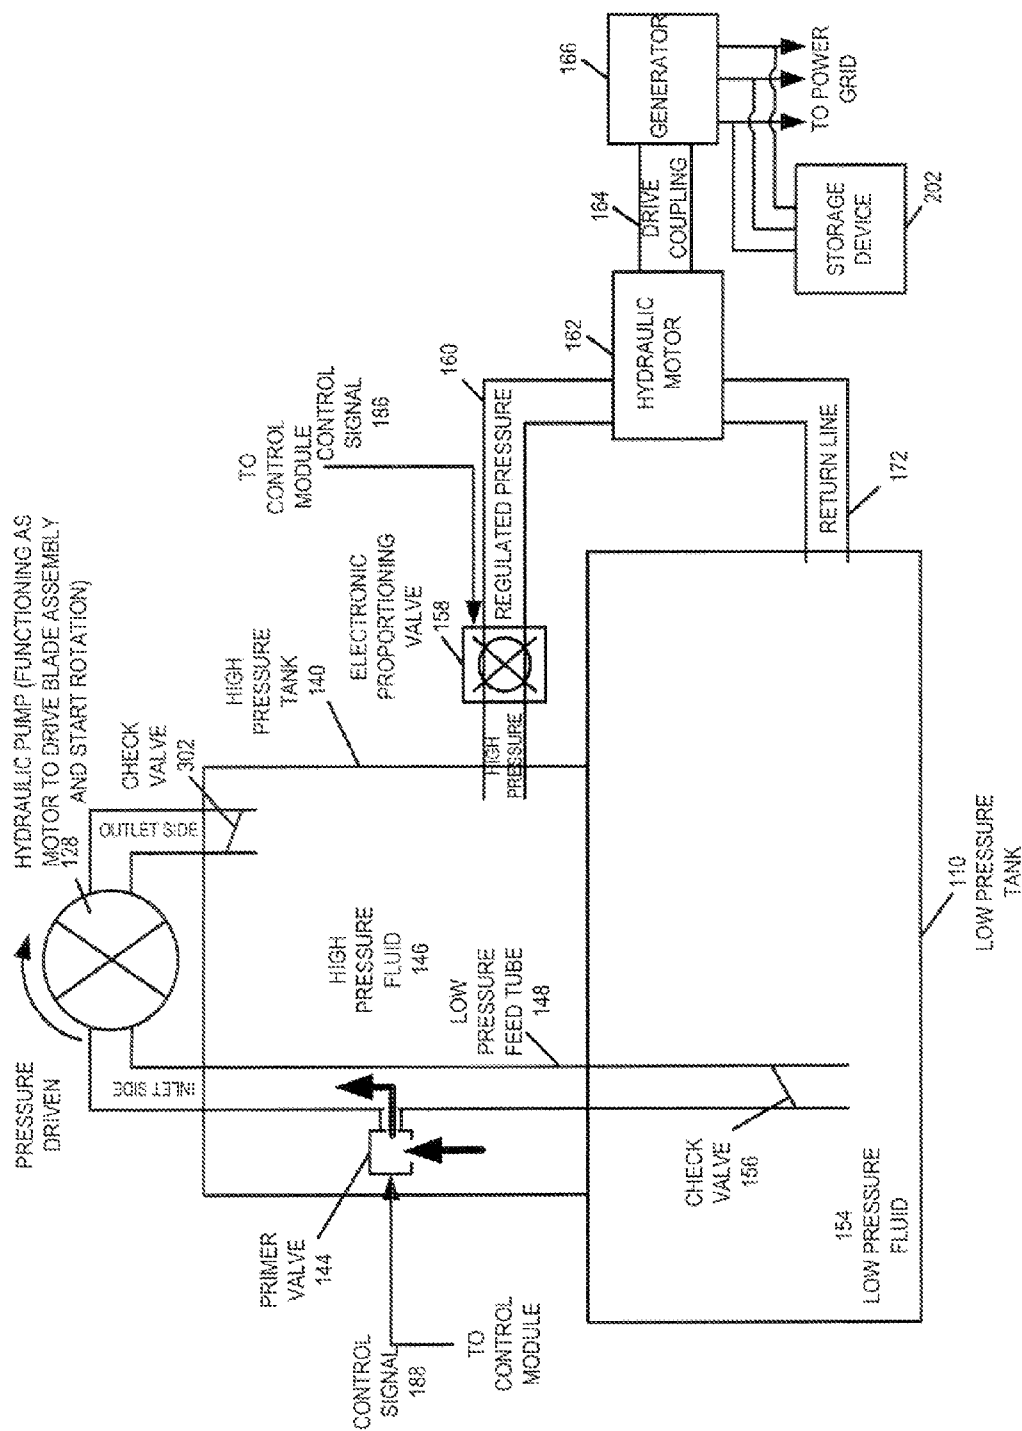 HYDRAULIC PUMP (FUNCTIONING AS
MOTOR TO DRIVE BLADE ASSEMBLY
AND START ROTATION)
128
PRESSURE
DRIVEN
CHECK
VALVE
302
OUTLET SIDE
INLET SIDE
HIGH
PRESSURE
TANK
140
PRIMER
VALVE
144
CONTROL
SIGNAL
188
TO
CONTROL
MODULE
HIGH
PRESSURE
FLUID
146
LOW
PRESSURE
FEED TUBE
148
ELECTRONIC
PROPORTIONING
VALVE
158
TO
CONTROL
MODULE
CONTROL
SIGNAL
186
HIGH
PRESSURE
REGULATED PRESSURE
160
HYDRAULIC
MOTOR
162
DRIVE
COUPLING
164
GENERATOR
166
TO POWER
GRID
STORAGE
DEVICE
202
RETURN LINE
172
CHECK
VALVE
156
154
LOW PRESSURE
FLUID
110
LOW PRESSURE
TANK